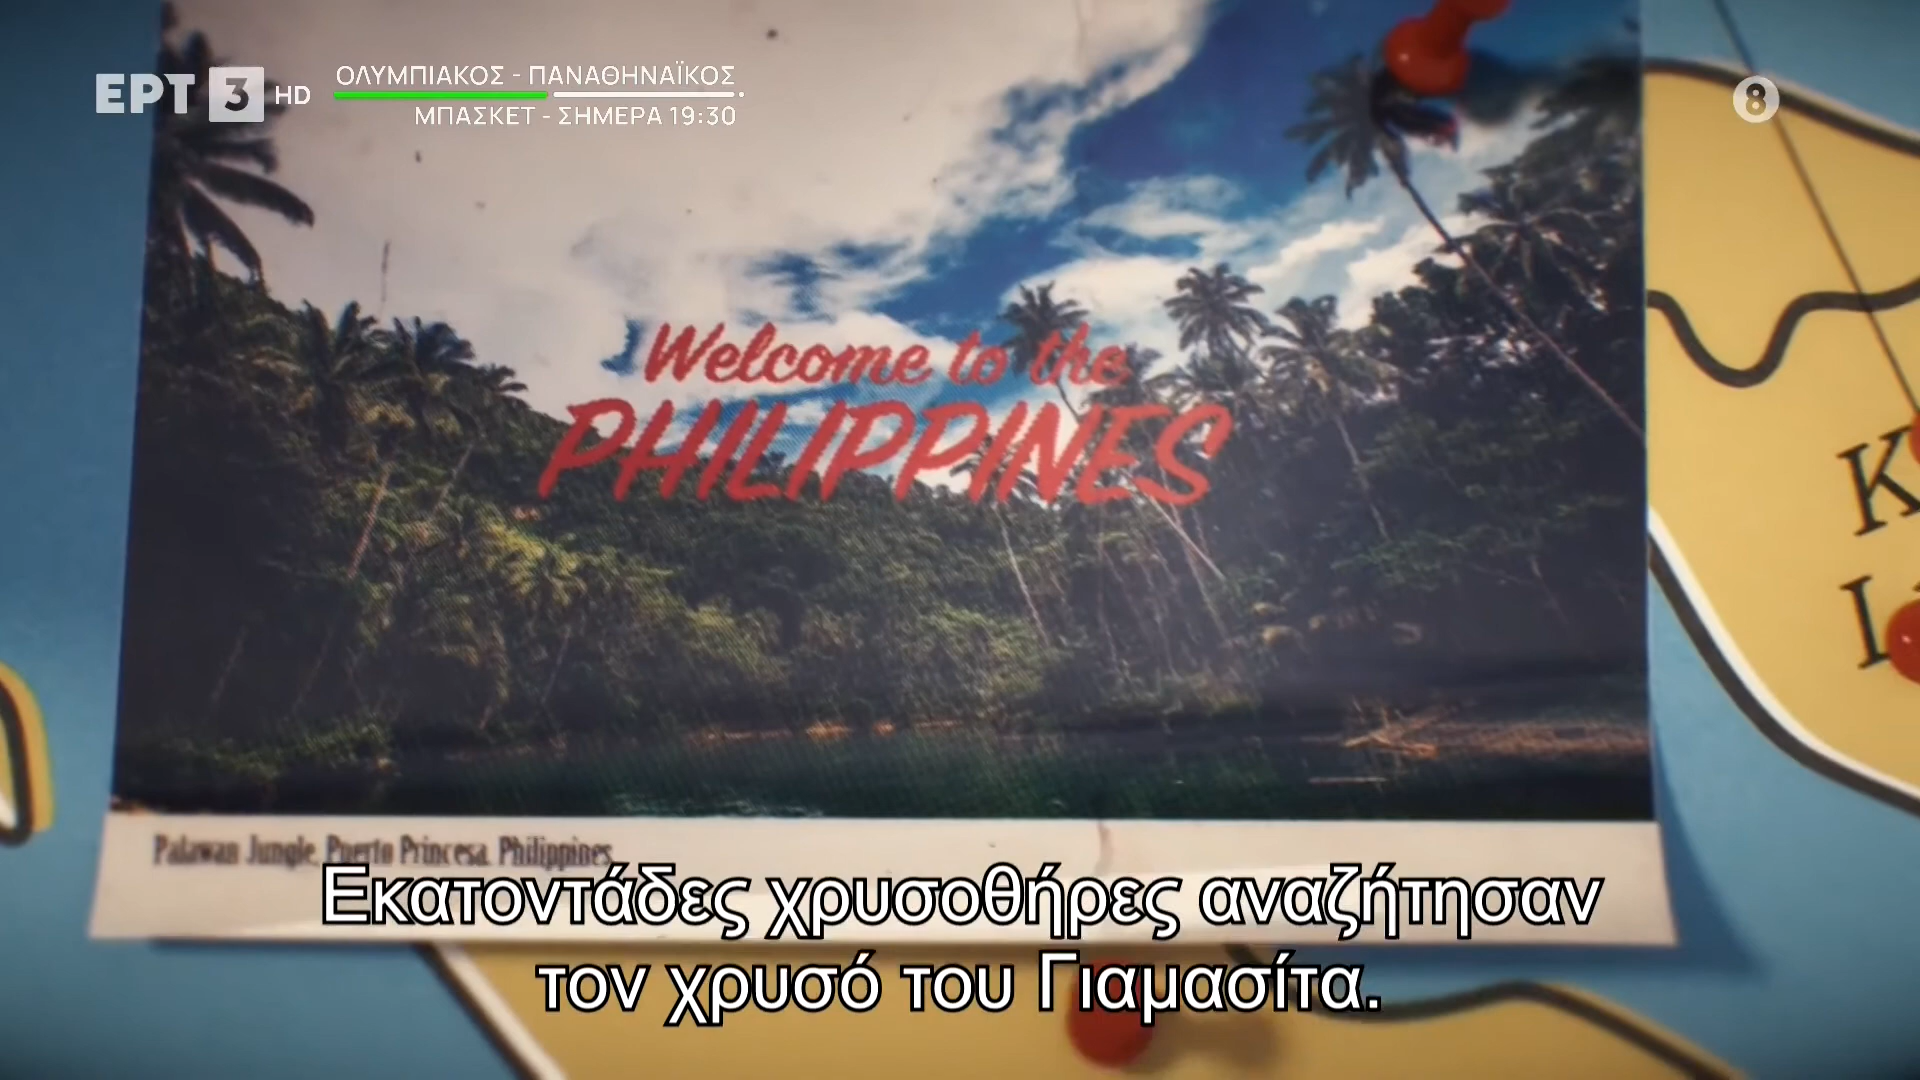 ΕΡΤ 3 HD
ΟΛΥΜΠΙΑΚΟΣ - ΠΑΝΑΘΗΝΑΪΚΟΣ
ΜΠΑΣΚΕΤ - ΣΗΜΕΡΑ 19:30
8
Welcome to the
PHILIPPINES
K
L
Palawan Jungle, Puerto Princesa, Philippines
Εκατοντάδες χρυσοθήρες αναζήτησαν
τον χρυσό του Γιαμασίτα.